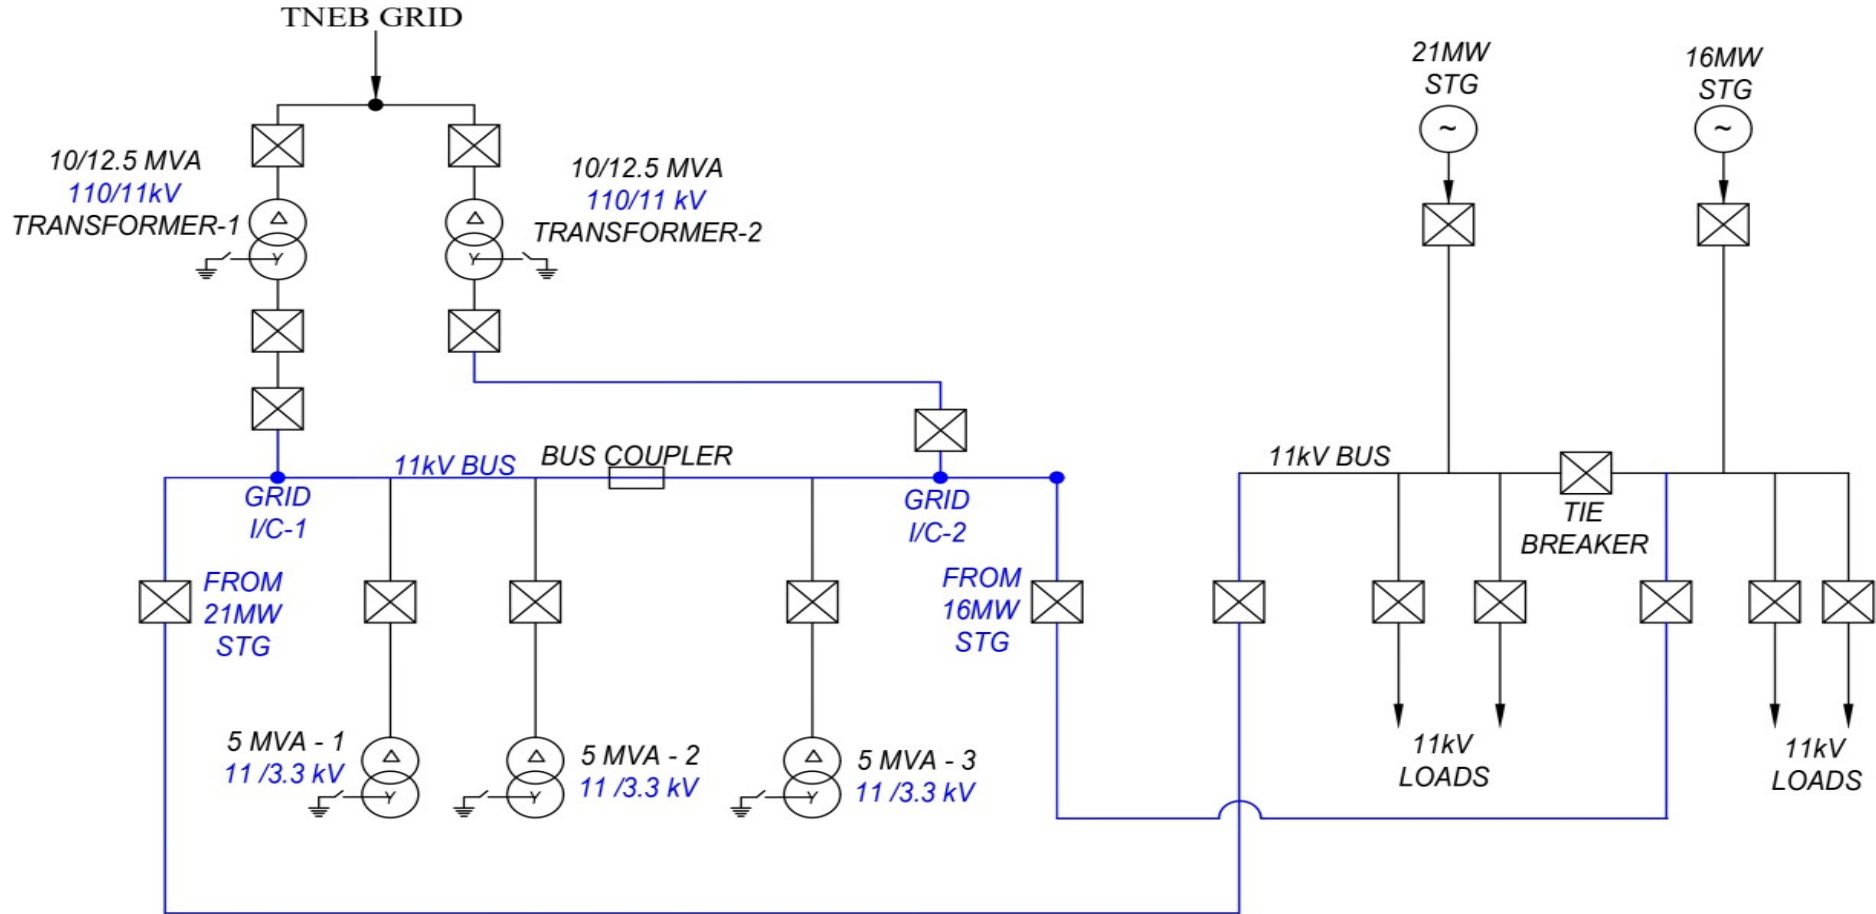 TNEB GRID
10/12.5 MVA
110/11kV
TRANSFORMER-1
10/12.5 MVA
110/11 kV
TRANSFORMER-2
21MW
STG
16MW
STG
~
~
Y
Y
11kV BUS
BUS COUPLER
GRID
I/C-1
GRID
I/C-2
11kV BUS
TIE
BREAKER
FROM
21MW
STG
FROM
16MW
STG
5 MVA - 1
11 /3.3 kV
Y
5 MVA - 2
11 /3.3 kV
Y
5 MVA - 3
11 /3.3 kV
Y
11kV
LOADS
11kV
LOADS